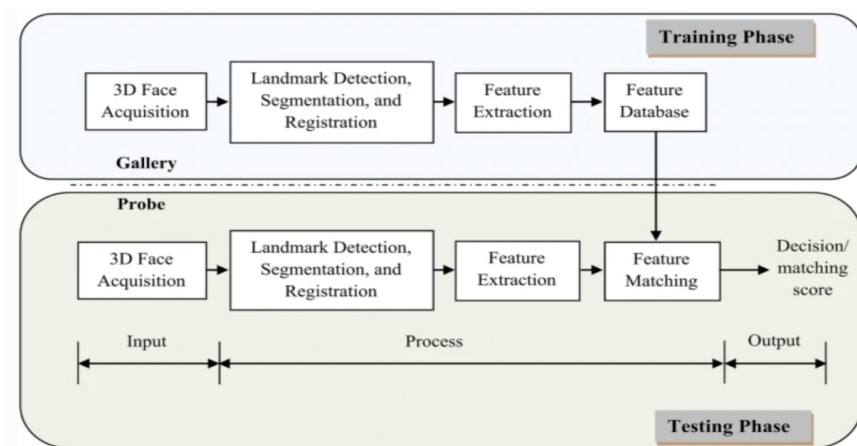 Training Phase
3D Face
Acquisition
Landmark Detection,
Segmentation, and
Registration
Feature
Extraction
Feature
Database
Gallery
Probe
3D Face
Acquisition
Landmark Detection,
Segmentation, and
Registration
Feature
Extraction
Feature
Matching
Decision/
matching
score
Input
Process
Output
Testing Phase